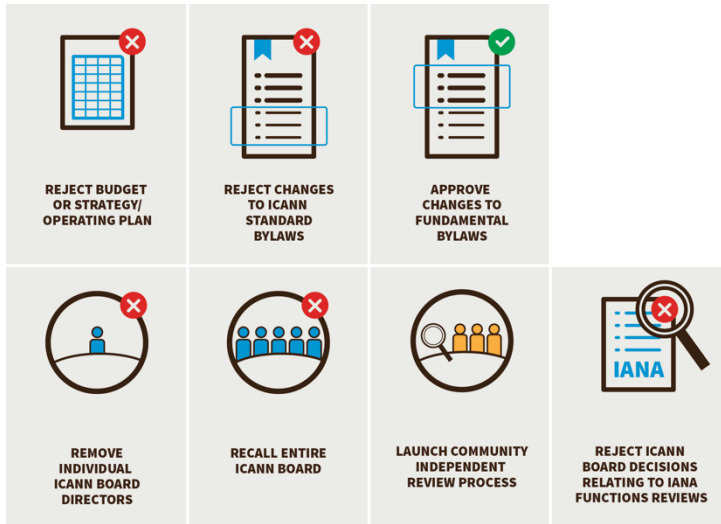 REJECT BUDGET
OR STRATEGY/
OPERATING PLAN
REJECT CHANGES
TO ICANN
STANDARD
BYLAWS
APPROVE
CHANGES TO
FUNDAMENTAL
BYLAWS
REMOVE
INDIVIDUAL
ICANN BOARD
DIRECTORS
RECALL ENTIRE
ICANN BOARD
LAUNCH COMMUNITY
INDEPENDENT
REVIEW PROCESS
IANA
REJECT ICANN
BOARD DECISIONS
RELATING TO IANA
FUNCTIONS REVIEWS